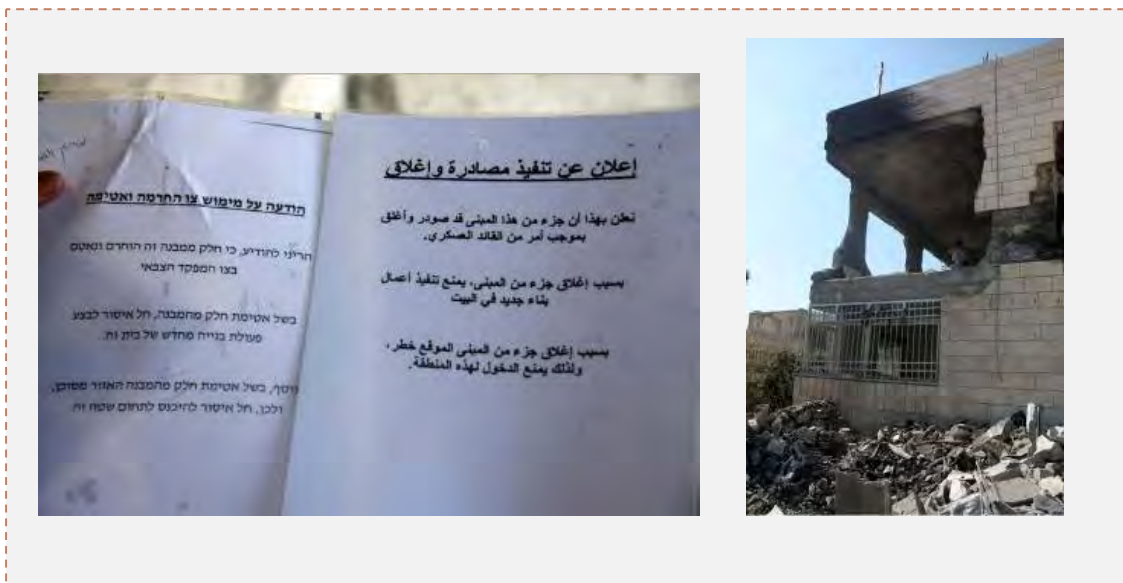 הודעה על מימוש צו החרמה ואטימה
הריני להודיע, כי חלק ממבנה זה הוחרם ונאטם
בצו המפקד הצבאי
בשל אטימת חלק מהמבנה, חל איסור לבצע
פעולת בנייה מחדש של בית זה.
נוסף, בשל אטימת חלק מהמבנה האזור מסוכן,
ולכן, חל איסור להיכנס לתחום שטח זה.
إعلان عن تنفيذ مصادرة وإغلاق
نعلن بهذا أن جزء من هذا المبنى قد صودر وأغلق
بموجب أمر من القائد العسكري.
بسبب إغلاق جزء من المبنى، يمنع تنفيذ أعمال
بناء جديد في البيت
بسبب إغلاق جزء من المبنى الموقع خطر،
ولذلك يمنع الدخول لهذه المنطقة.